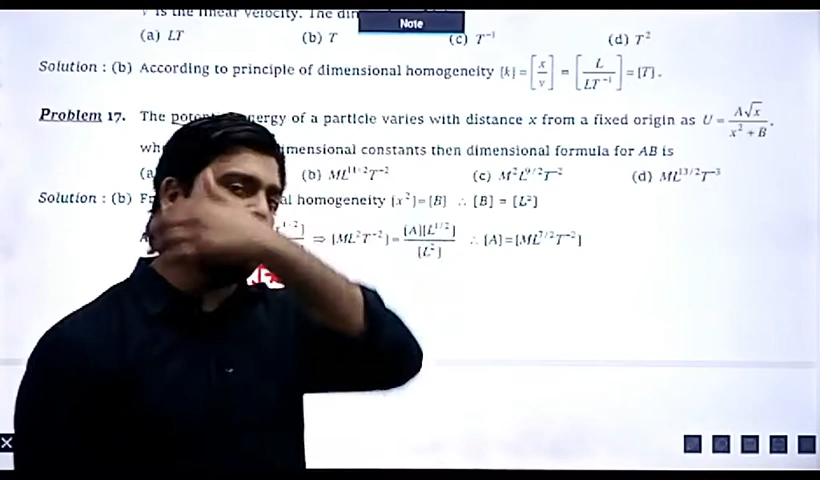 is the linear velocity. The
Note
(a) LT (b) T (c) T⁻¹ (d) T²
Solution : (b) According to principle of dimensional homogeneity [k] = [x/v] = [L/LT⁻¹] = [T].
Problem 17. The energy of a particle varies with distance x from a fixed origin as U = A√x/(x² + B),
dimensional constants then dimensional formula for AB is
(a (b) ML^(11/2)T⁻² (c) M²L^(9/2)T⁻² (d) ML^(13/2)T⁻³
Solution : (b) homogeneity [x²] = [B] ∴ [B] = [L²]
⇒ [ML²T⁻²] = [A][L^(1/2)]/[L²] ∴ [A] = [ML^(7/2)T⁻²]